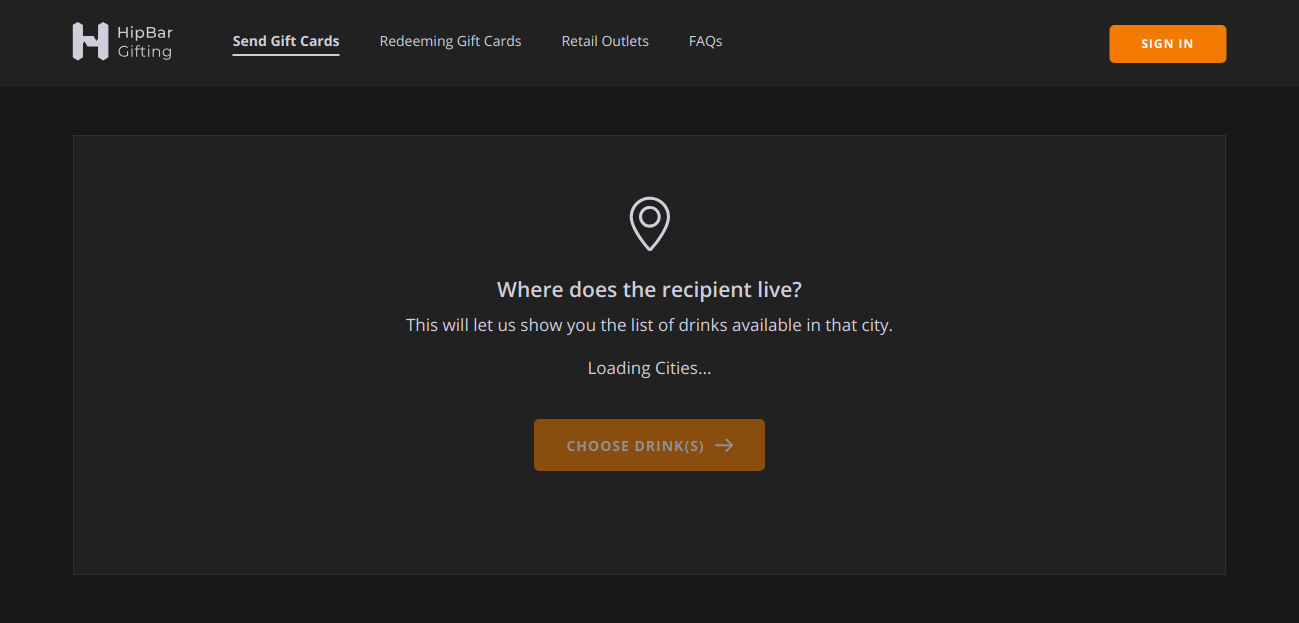 HipBar
Gifting
Send Gift Cards
Redeeming Gift Cards
Retail Outlets
FAQs
SIGN IN
Where does the recipient live?
This will let us show you the list of drinks available in that city.
Loading Cities...
CHOOSE DRINK(S)